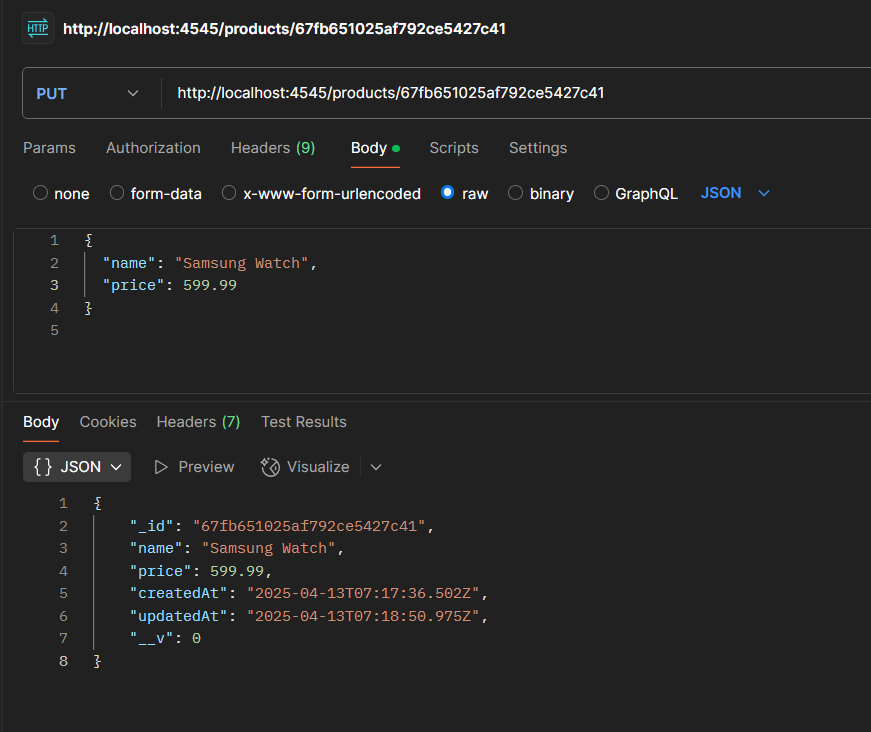 HTTP http://localhost:4545/products/67fb651025af792ce5427c41
PUT http://localhost:4545/products/67fb651025af792ce5427c41
Params Authorization Headers (9) Body Scripts Settings
none form-data x-www-form-urlencoded raw binary GraphQL JSON
1 {
2 "name": "Samsung Watch",
3 "price": 599.99
4 }
5
Body Cookies Headers (7) Test Results
{} JSON Preview Visualize
1 {
2 "_id": "67fb651025af792ce5427c41",
3 "name": "Samsung Watch",
4 "price": 599.99,
5 "createdAt": "2025-04-13T07:17:36.502Z",
6 "updatedAt": "2025-04-13T07:18:50.975Z",
7 "__v": 0
8 }